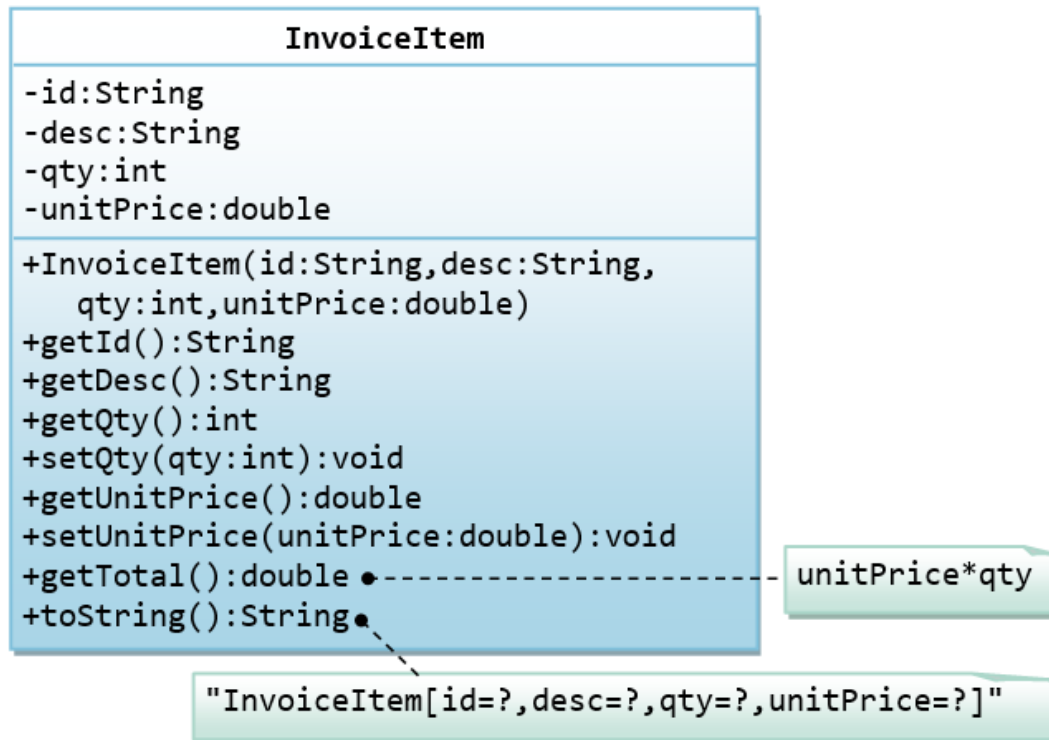 InvoiceItem
-id:String
-desc:String
-qty:int
-unitPrice:double
+InvoiceItem(id:String,desc:String,
qty:int,unitPrice:double)
+getId():String
+getDesc():String
+getQty():int
+setQty(qty:int):void
+getUnitPrice():double
+setUnitPrice(unitPrice:double):void
+getTotal():double
unitPrice*qty
+toString():String
"InvoiceItem[id=?,desc=?,qty=?,unitPrice=?]"